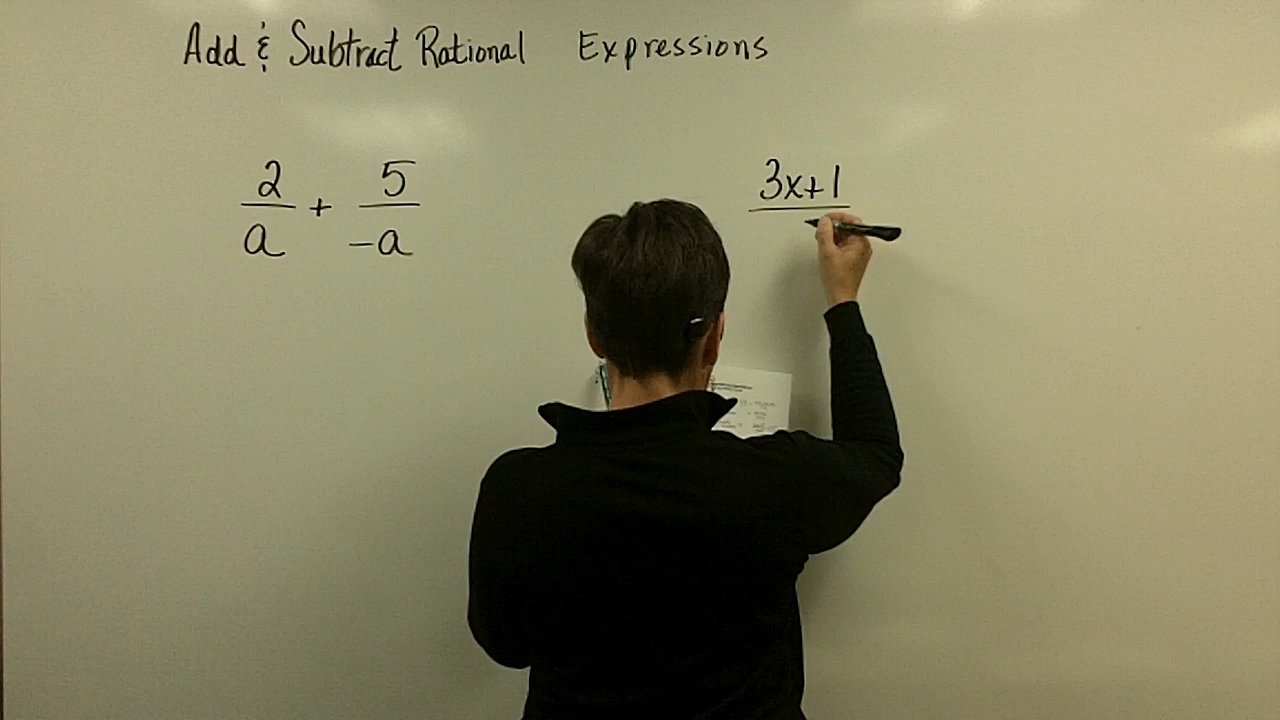 Add & Subtract Rational Expressions
2/a + 5/-a
3x+1